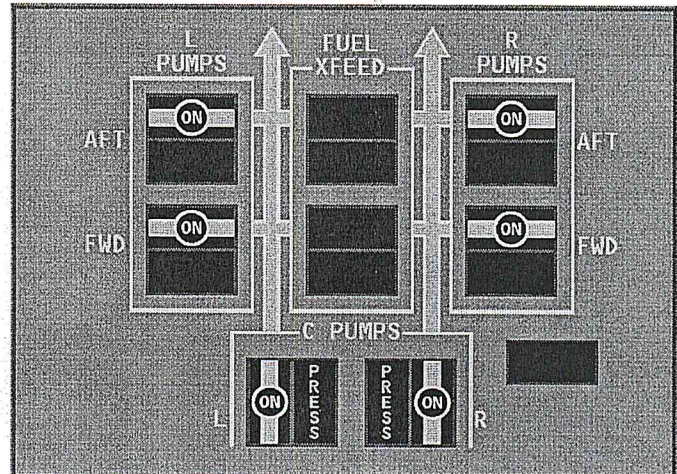 L
PUMPS
FUEL
XFEED
R
PUMPS
ON
ON
AFT
AFT
ON
ON
FWD
FWD
C PUMPS
L
ON
PRESS
PRESS
ON
R